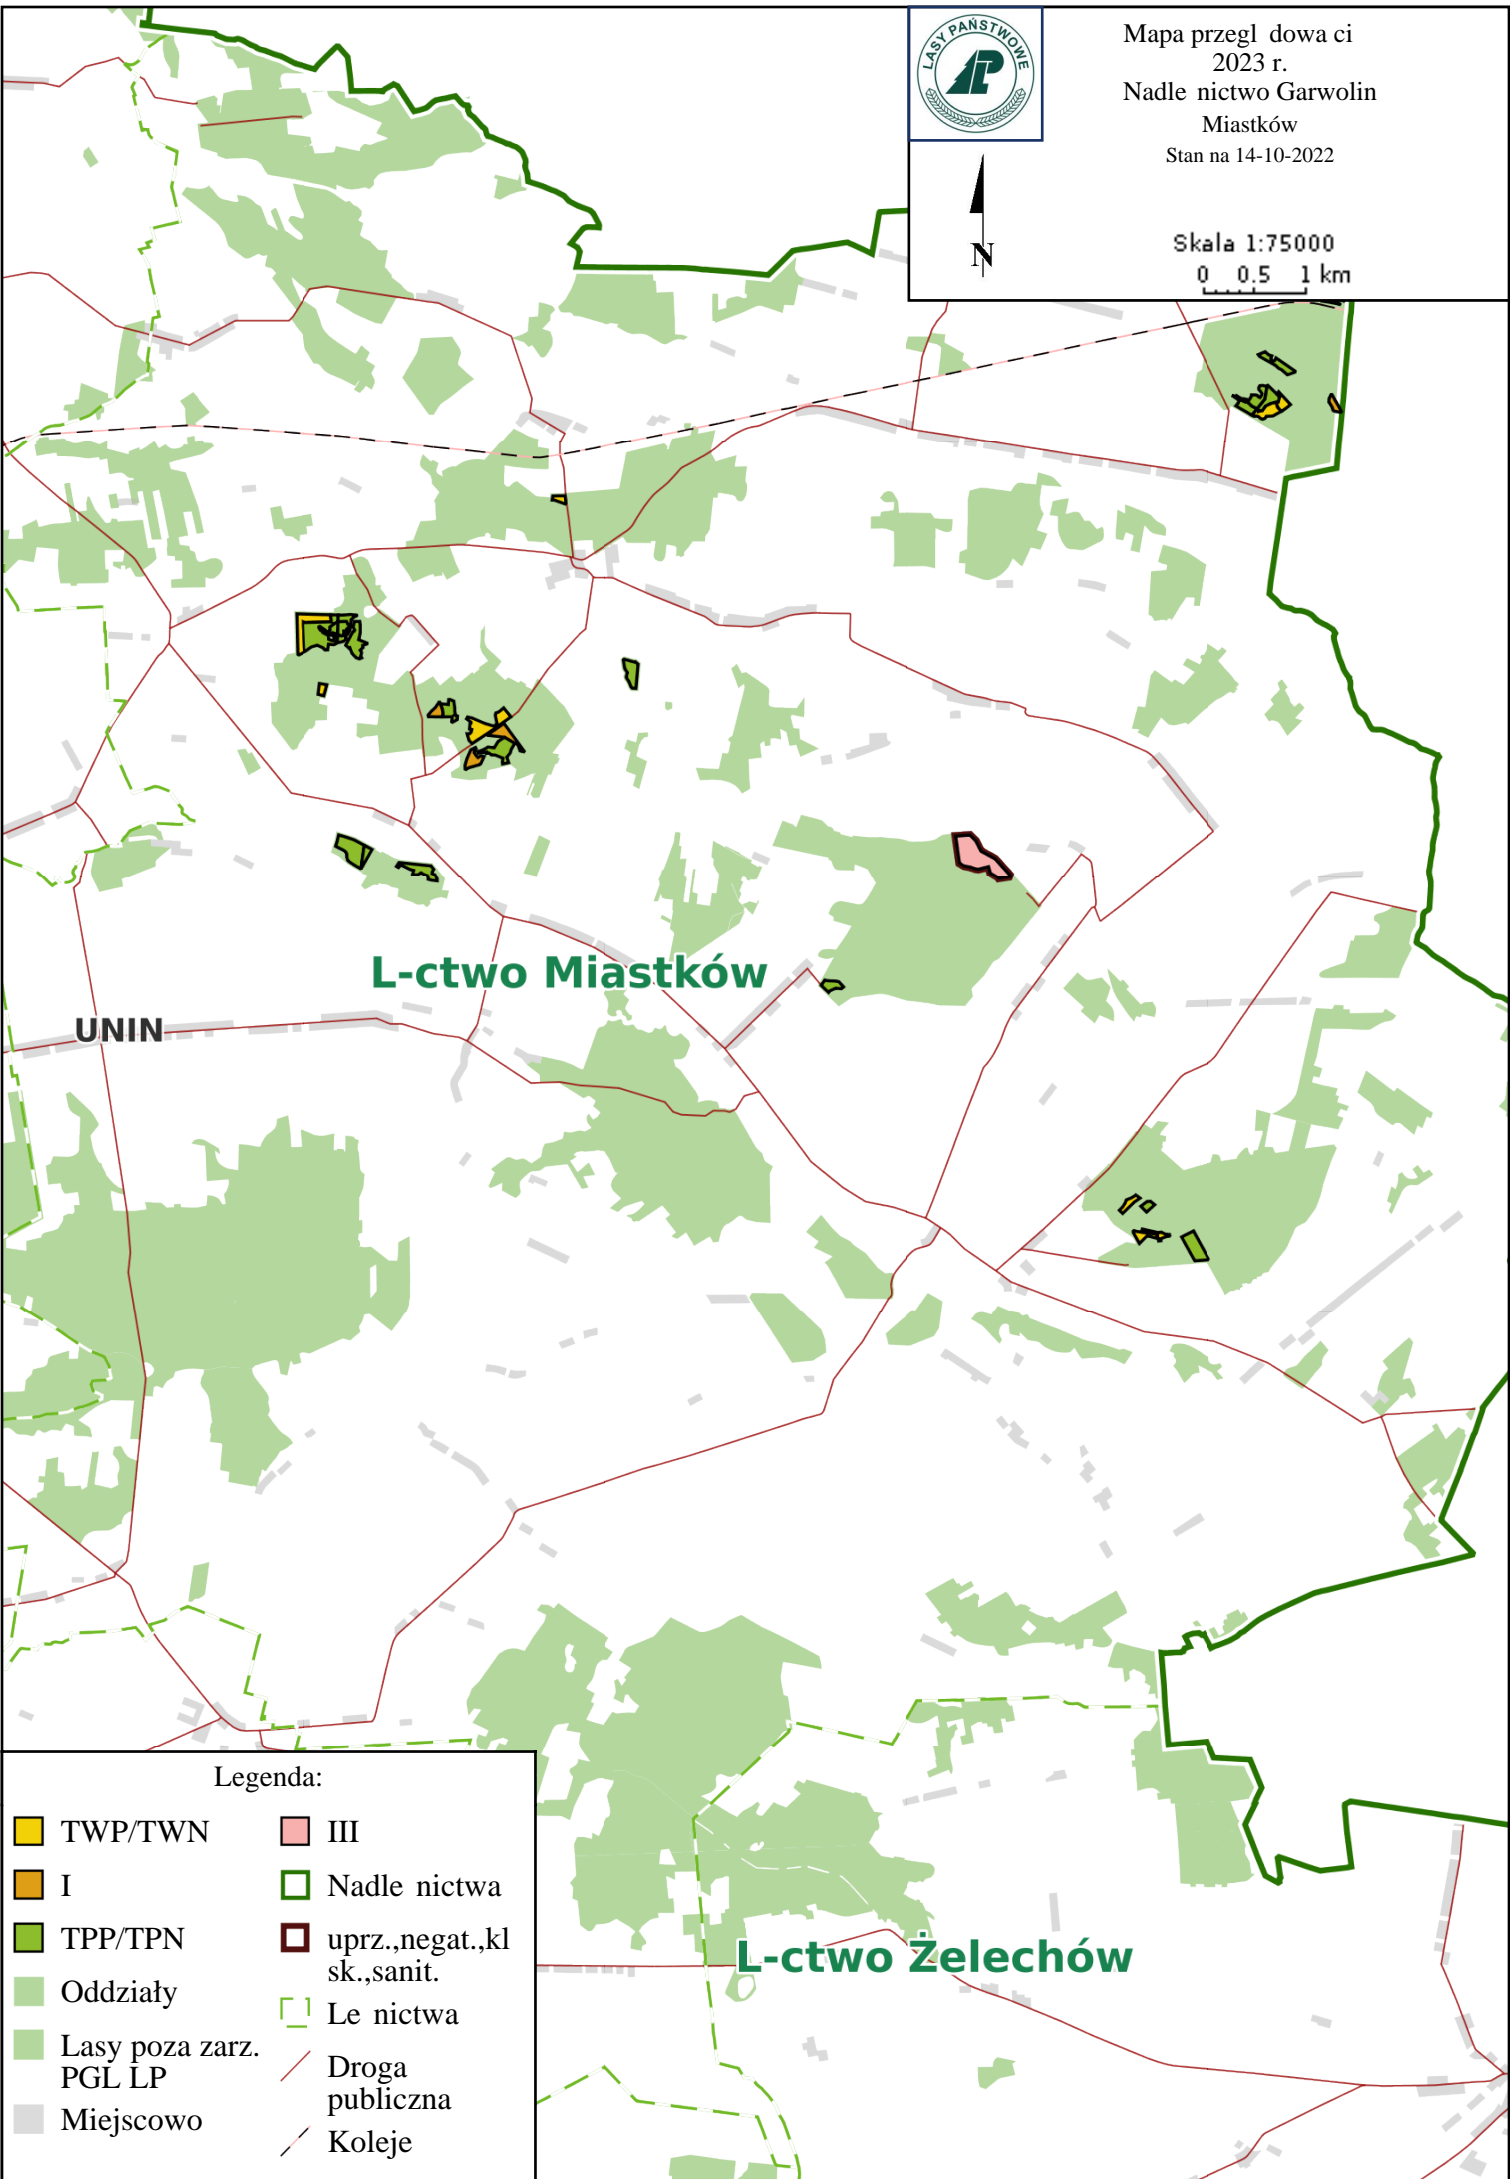 LASY PAŃSTWOWE
LP
Mapa przegl dowa ci
2023 r.
Nadle nictwo Garwolin
Miastków
Stan na 14-10-2022
N
Skala 1:75000
0 0.5 1 km
L-ctwo Miastków
UNIN
L-ctwo Żelechów
Legenda:
TWP/TWN
I
TPP/TPN
Oddziały
Lasy poza zarz.
PGL LP
Miejscowo
III
Nadle nictwa
uprz.,negat.,kl
sk.,sanit.
Le nictwa
Droga
publiczna
Koleje